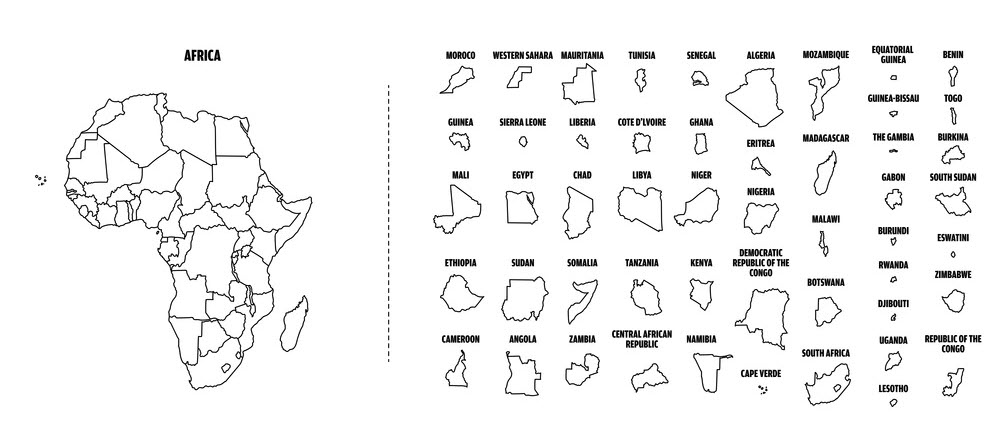 AFRICA
MOROCO
WESTERN SAHARA
MAURITANIA
TUNISIA
SENEGAL
ALGERIA
MOZAMBIQUE
EQUATORIAL
GUINEA
BENIN
GUINEA-BISSAU
TOGO
GUINEA
SIERRA LEONE
LIBERIA
COTE D'LVOIRE
GHANA
ERITREA
MADAGASCAR
THE GAMBIA
BURKINA
MALI
EGYPT
CHAD
LIBYA
NIGER
NIGERIA
GABON
SOUTH SUDAN
MALAWI
BURUNDI
ESWATINI
ETHIOPIA
SUDAN
SOMALIA
TANZANIA
KENYA
DEMOCRATIC
REPUBLIC OF THE
CONGO
BOTSWANA
RWANDA
ZIMBABWE
DJIBOUTI
CAMEROON
ANGOLA
ZAMBIA
CENTRAL AFRICAN
REPUBLIC
NAMIBIA
CAPE VERDE
SOUTH AFRICA
UGANDA
REPUBLIC OF THE
CONGO
LESOTHO